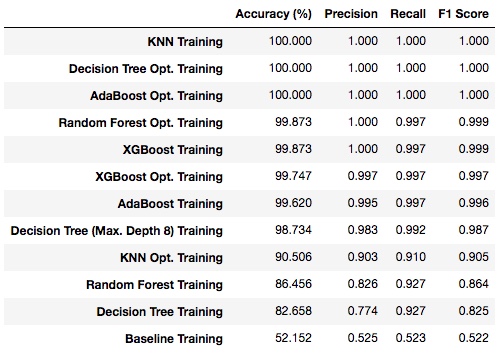 Accuracy (%) Precision Recall F1 Score
KNN Training 100.000 1.000 1.000 1.000
Decision Tree Opt. Training 100.000 1.000 1.000 1.000
AdaBoost Opt. Training 100.000 1.000 1.000 1.000
Random Forest Opt. Training 99.873 1.000 0.997 0.999
XGBoost Training 99.873 1.000 0.997 0.999
XGBoost Opt. Training 99.747 0.997 0.997 0.997
AdaBoost Training 99.620 0.995 0.997 0.996
Decision Tree (Max. Depth 8) Training 98.734 0.983 0.992 0.987
KNN Opt. Training 90.506 0.903 0.910 0.905
Random Forest Training 86.456 0.826 0.927 0.864
Decision Tree Training 82.658 0.774 0.927 0.825
Baseline Training 52.152 0.525 0.523 0.522